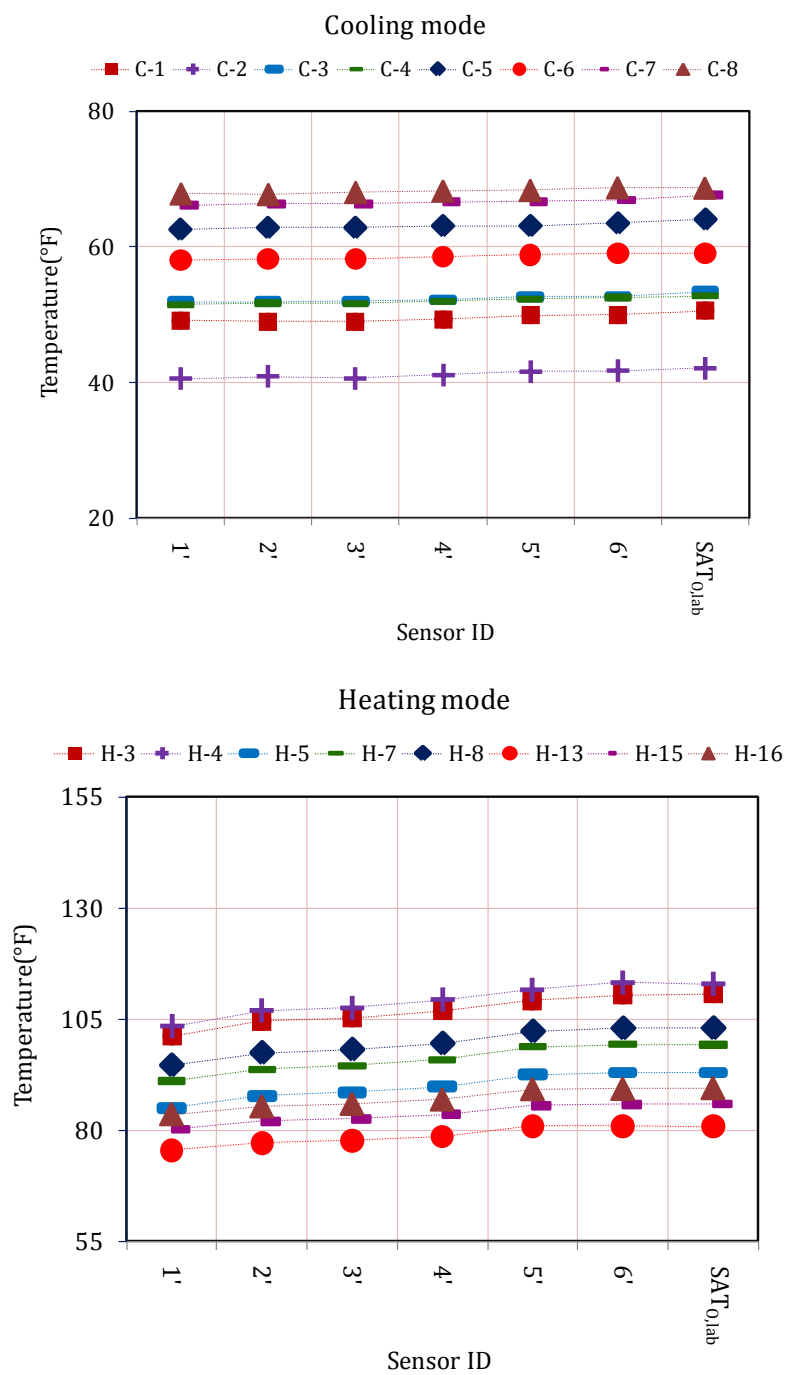 Cooling mode
C-1 C-2 C-3 C-4 C-5 C-6 C-7 C-8
80
60
40
20
Temperature(°F)
1' 2' 3' 4' 5' 6' SAT0,lab
Sensor ID
Heating mode
H-3 H-4 H-5 H-7 H-8 H-13 H-15 H-16
155
130
105
80
55
Temperature(°F)
1' 2' 3' 4' 5' 6' SAT0,lab
Sensor ID